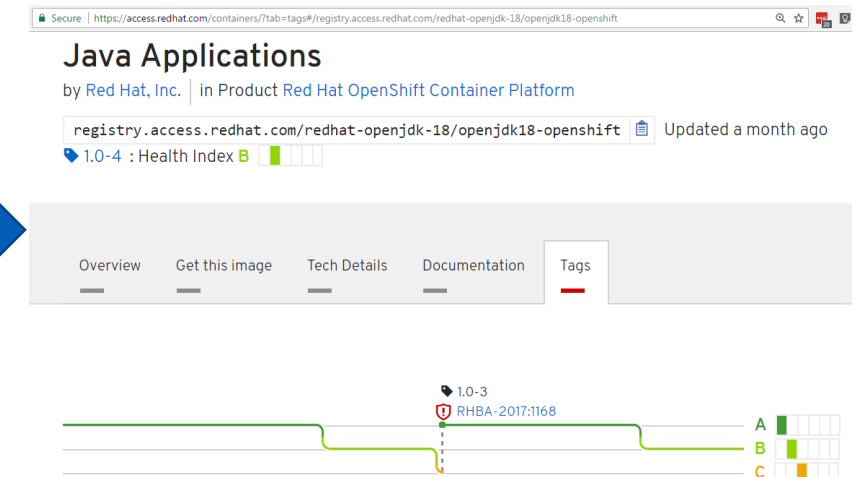 Secure | https://access.redhat.com/containers/?tab=tags#/registry.access.redhat.com/redhat-openjdk-18/openjdk18-openshift
Java Applications
by Red Hat, Inc. in Product Red Hat OpenShift Container Platform
registry.access.redhat.com/redhat-openjdk-18/openjdk18-openshift Updated a month ago
1.0-4 : Health Index B
Overview Get this image Tech Details Documentation Tags
1.0-3
RHBA-2017:1168
A
B
C